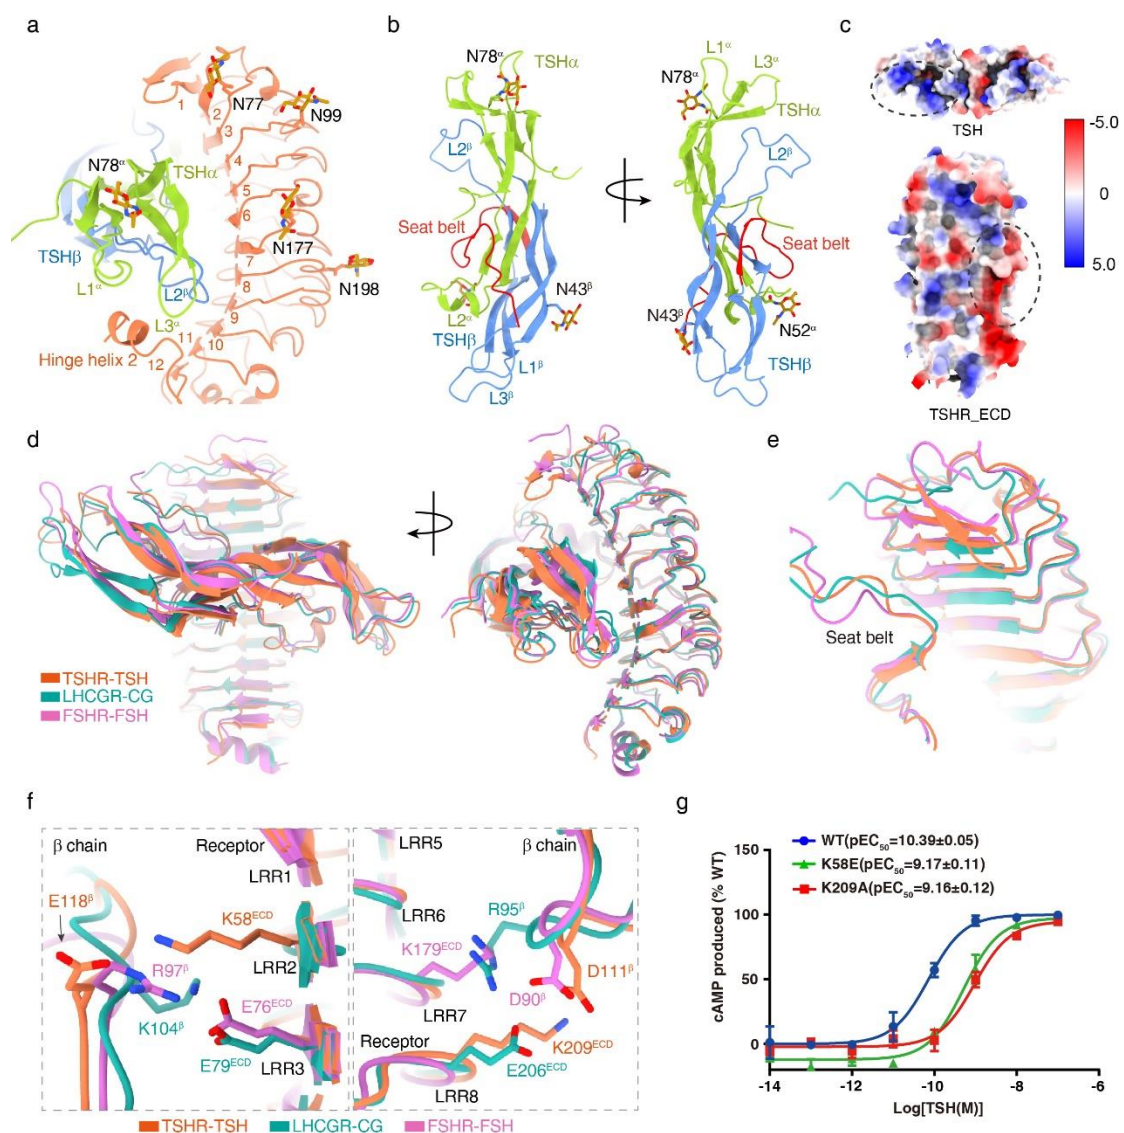 a
1
2
N77
N99
3
4
N78α
TSHα
5
6
N177
TSHβ
7
L1α
L2β
8
N198
L3α
9
11
10
Hinge helix 2
12
b
N78α
TSHα
L2β
Seat belt
L2α
N43β
TSHβ
L1β
L3β
L1α
N78α
L3α
L2β
Seat belt
N43β
N52α
TSHβ
c
TSH
-5.0
0
5.0
TSHR_ECD
d
TSHR-TSH
LHCGR-CG
FSHR-FSH
e
Seat belt
f
β chain
Receptor
LRR1
E118β
K58ECD
LRR2
R97β
K104β
E76ECD
E79ECD
LRR3
LRR5
β chain
LRR6
R95β
K179ECD
D111β
D90β
LRR7
Receptor
K209ECD
E206ECD
LRR8
TSHR-TSH
LHCGR-CG
FSHR-FSH
g
WT(pEC50=10.39±0.05)
K58E(pEC50=9.17±0.11)
K209A(pEC50=9.16±0.12)
cAMP produced (% WT)
150
100
50
0
-14
-12
-10
-8
-6
Log[TSH(M)]